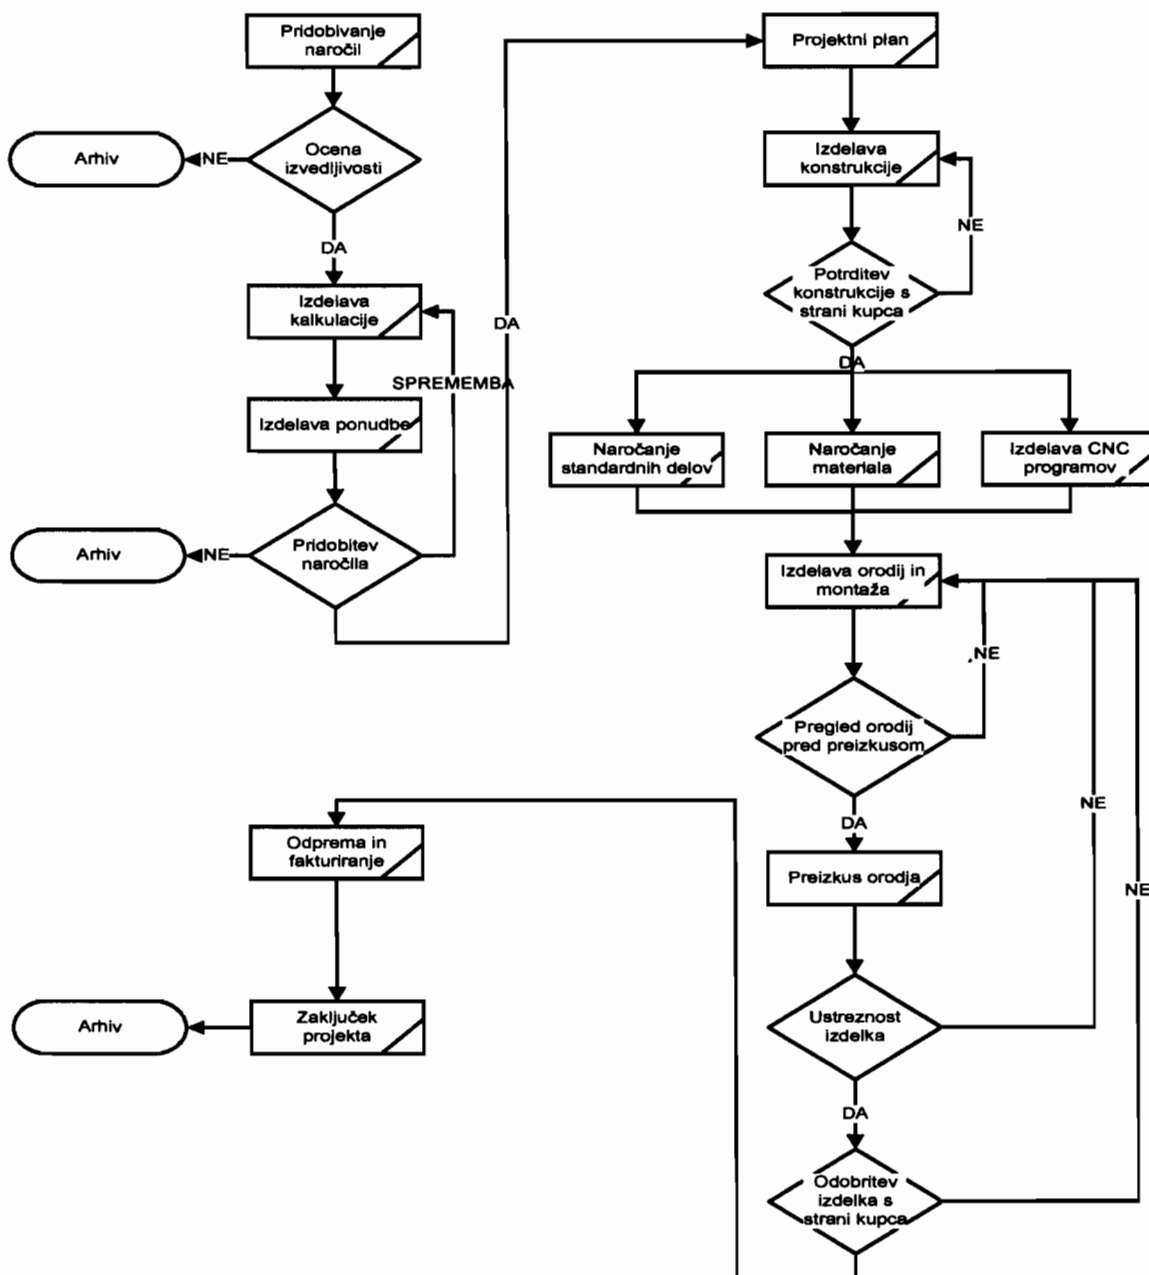 Pridobivanje
naročil
Arhiv
NE
Ocena
izvedljivosti
DA
Izdelava
kalkulacije
SPREMEMBA
Izdelava ponudbe
Arhiv
NE
Pridobitev
naročila
DA
Projektni plan
Izdelava
konstrukcije
NE
Potrditev
konstrukcije s
strani kupca
DA
Naročanje
standardnih delov
Naročanje
materiala
Izdelava CNC
programov
Izdelava orodij in
montaža
NE
Pregled orodij
pred preizkusom
DA
NE
Preizkus orodja
NE
Ustreznost
izdelka
DA
Odobritev
izdelka s
strani kupca
Odprema in
fakturiranje
Arhiv
Zaključek
projekta